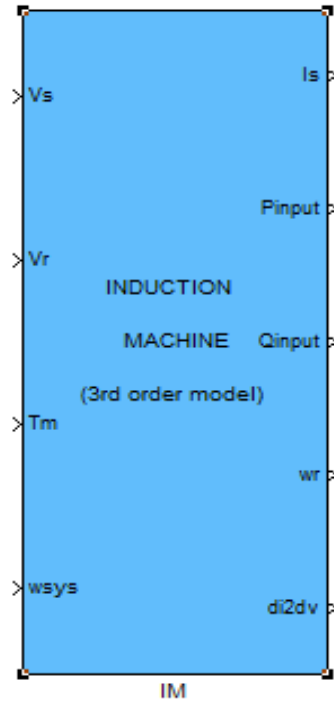 Is
Vs
Pinput
Vr
INDUCTION
MACHINE
Qinput
(3rd order model)
Tm
wr
wsys
di2dv
IM